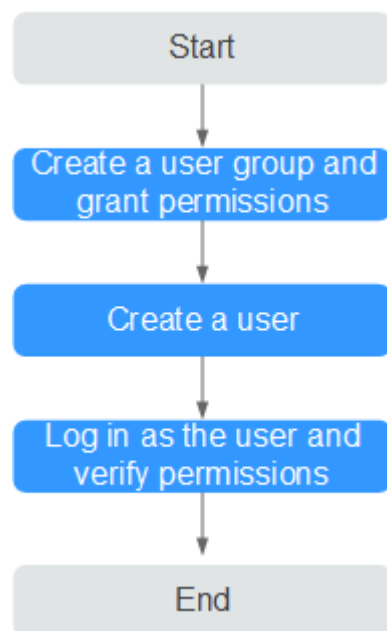 Start
Create a user group and
grant permissions
Create a user
Log in as the user and
verify permissions
End